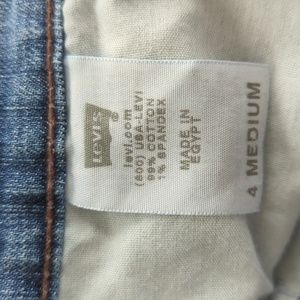 LEVI'S
levi.com
(800) USA-LEVI
99% COTTON
1% SPANDEX
MADE IN
EGYPT
4 MEDIUM